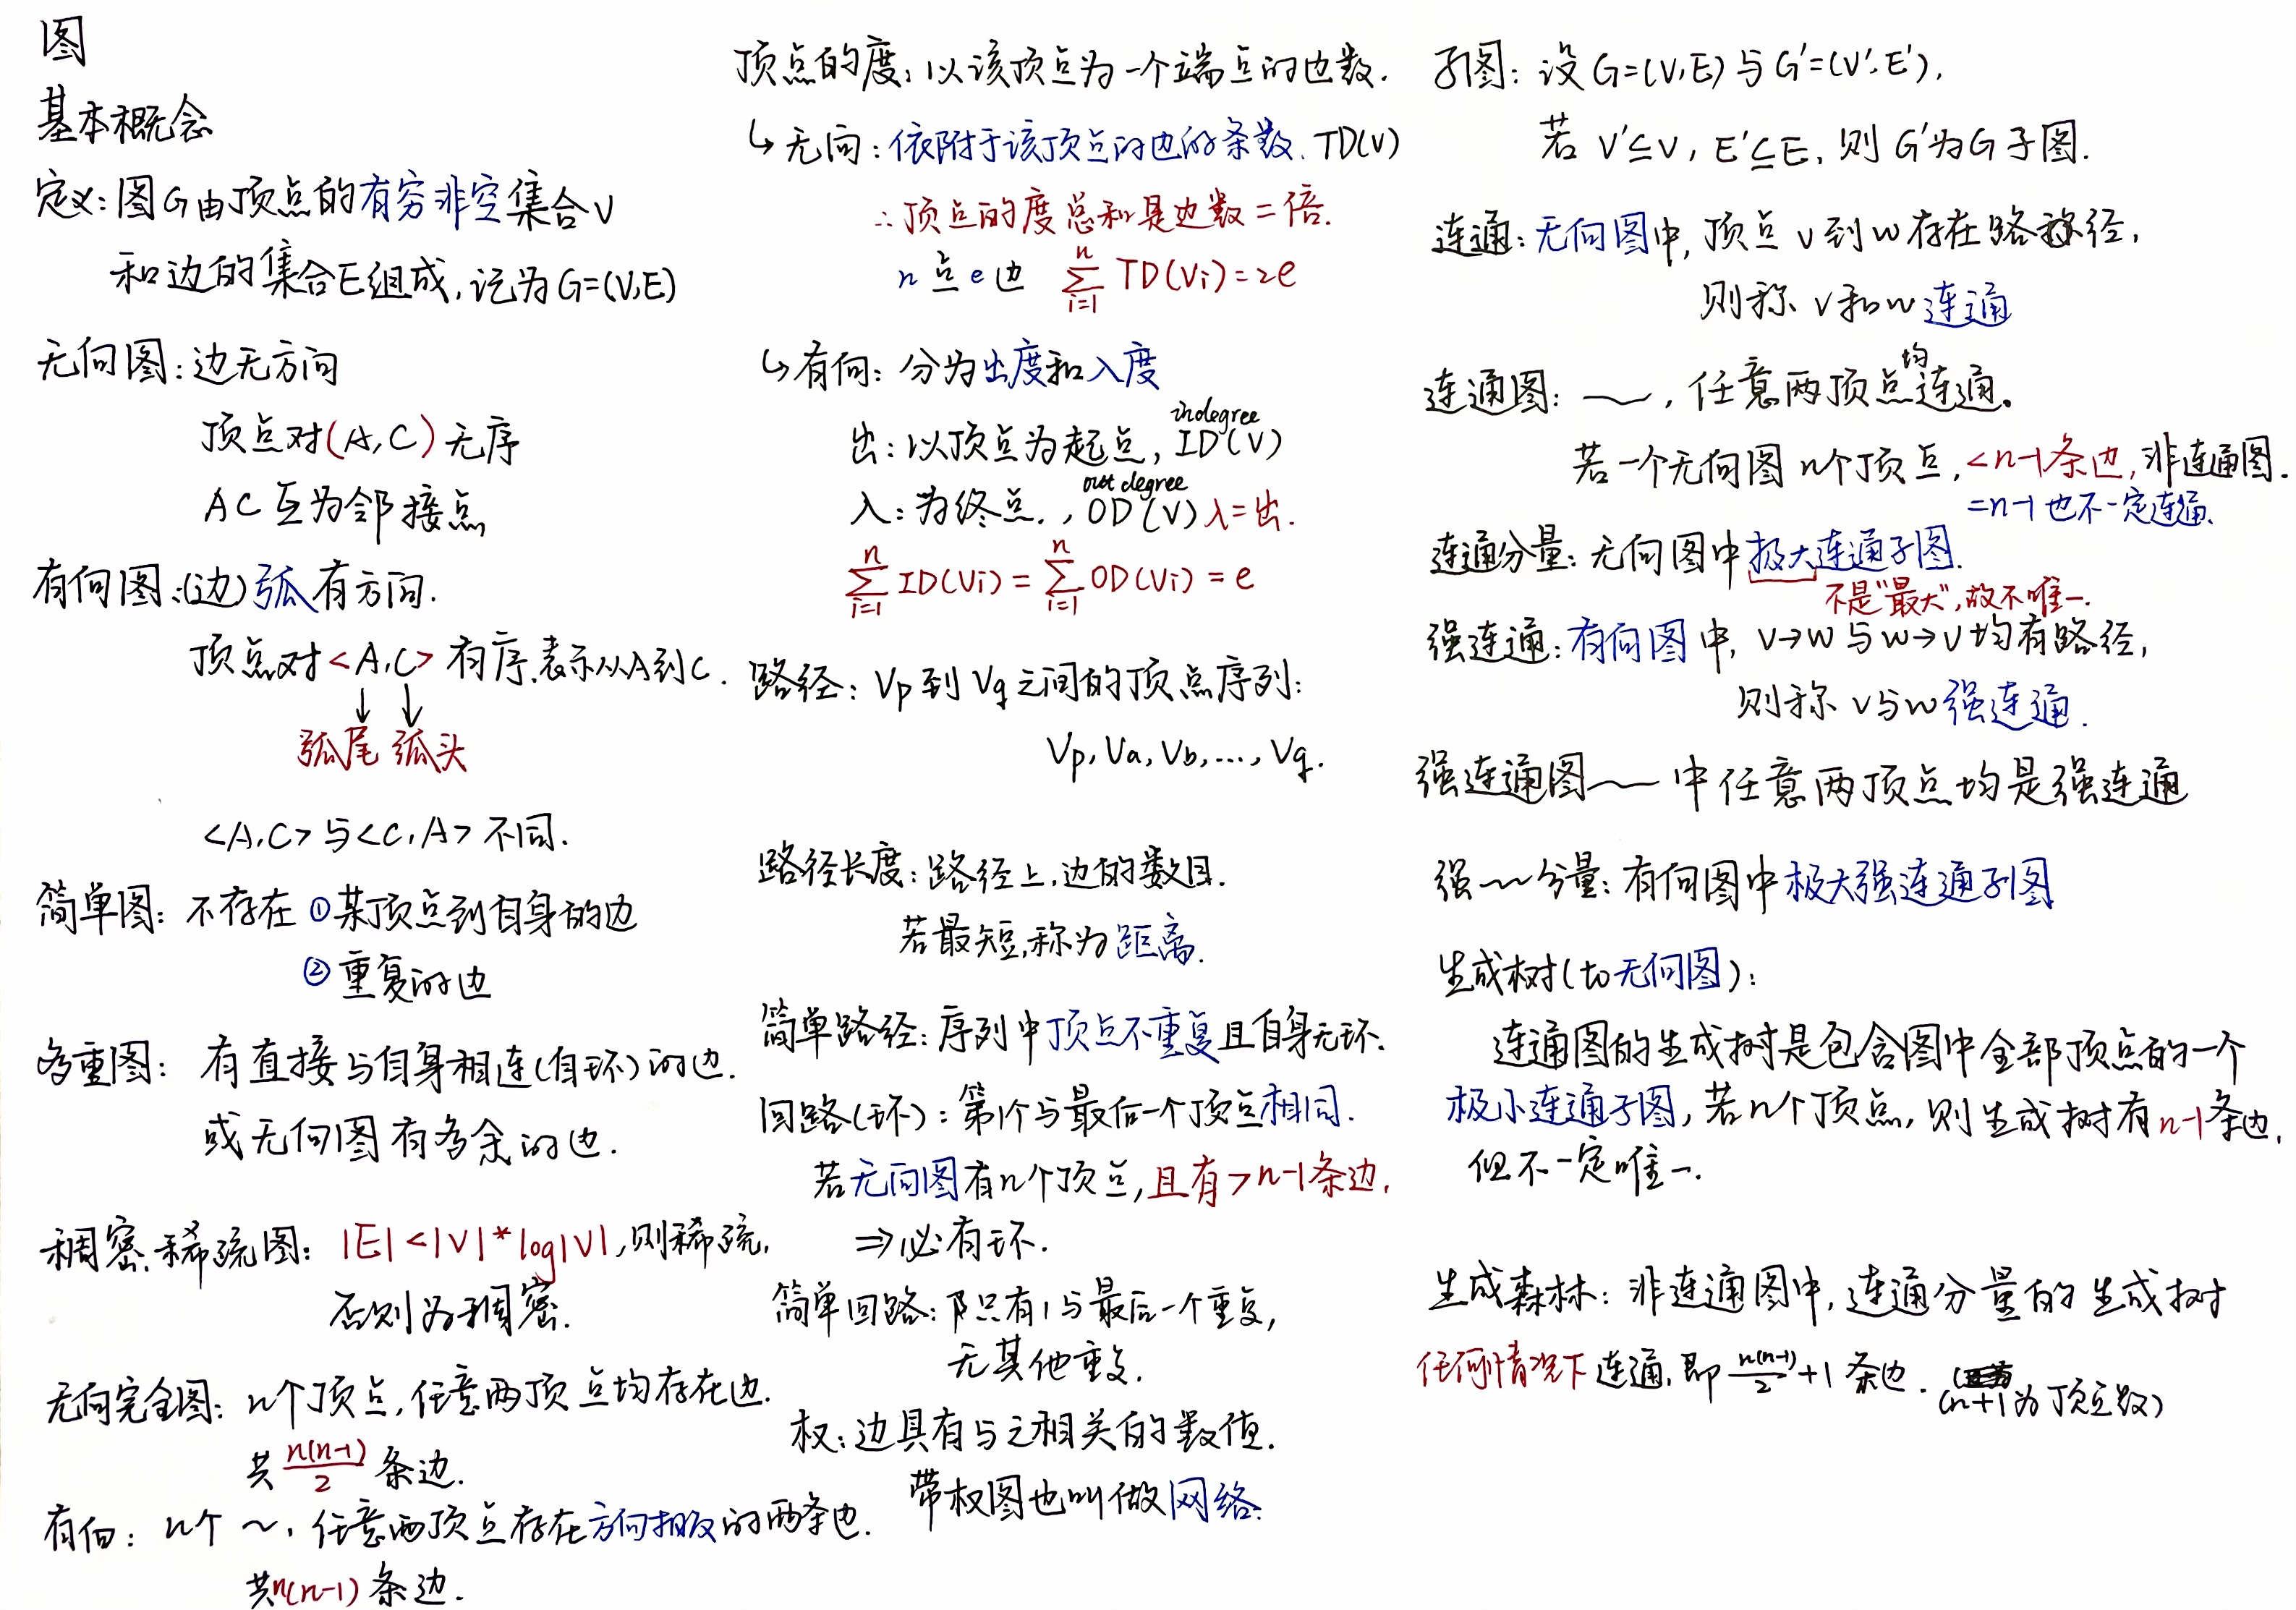 图
基本概念
定义:图G由顶点的有穷非空集合V
和边的集合E组成,记为G=(V,E)
无向图:边无方向
顶点对(A,C)无序
AC互为邻接点
有向图:(边)弧有方向.
顶点对<A,C>有序,表示从A到C.
弧尾 弧头
<A,C>与<C,A>不同.
简单图: 不存在 ①某顶点到自身的边
②重复的边
多重图: 有直接与自身相连(自环)的边.
或无向图有多余的边.
稠密、稀疏图: |E|<|V|*log|V|,则稀疏,
否则为稠密.
无向完全图: n个顶点,任意两顶点均存在边.
共n(n-1)/2条边.
有向: n个~,任意两顶点存在方向相反的两条边.
共n(n-1)条边.
顶点的度:以该顶点为一个端点的边数.
↳无向:依附于该顶点的边的条数.TD(V)
∴顶点的度总和是边数二倍.
n点e边 n∑i=1 TD(Vi)=2e
↳有向: 分为出度和入度
indegree
出:以顶点为起点, ID(V)
out degree
入:为终点.,OD(V)入=出.
n∑i=1 ID(Vi) = n∑i=1 OD(Vi) = e
路径: Vp到Vq之间的顶点序列:
Vp,Va,Vb,...,Vq.
路径长度:路径上,边的数目.
若最短,称为距离.
简单路径:序列中顶点不重复且自身无环.
回路(环):第1个与最后一个顶点相同.
若无向图有n个顶点,且有>n-1条边,
⇒必有环.
简单回路:只有1与最后一个重复,
无其他重复.
权:边具有与之相关的数值.
带权图也叫做网络.
子图:设G=(V,E)与G'=(V',E'),
若V'⊆V,E'⊆E,则G'为G子图.
连通:无向图中,顶点v到w存在路径,
则称v和w连通
连通图:~,任意两顶点均连通。
若一个无向图n个顶点,<n-1条边,非连通图.
=n-1也不一定连通.
连通分量:无向图中极大连通子图.
不是"最大",故不唯一.
强连通:有向图中,v→w与w→v均有路径,
则称v与w强连通.
强连通图~中任意两顶点均是强连通
强~分量:有向图中极大强连通子图
生成树(to无向图):
连通图的生成树是包含图中全部顶点的一个
极小连通子图,若n个顶点,则生成树有n-1条边,
但不一定唯一.
生成森林:非连通图中,连通分量的生成树
任何情况下连通,即n(n-1)/2+1条边. (n+1为顶点数)